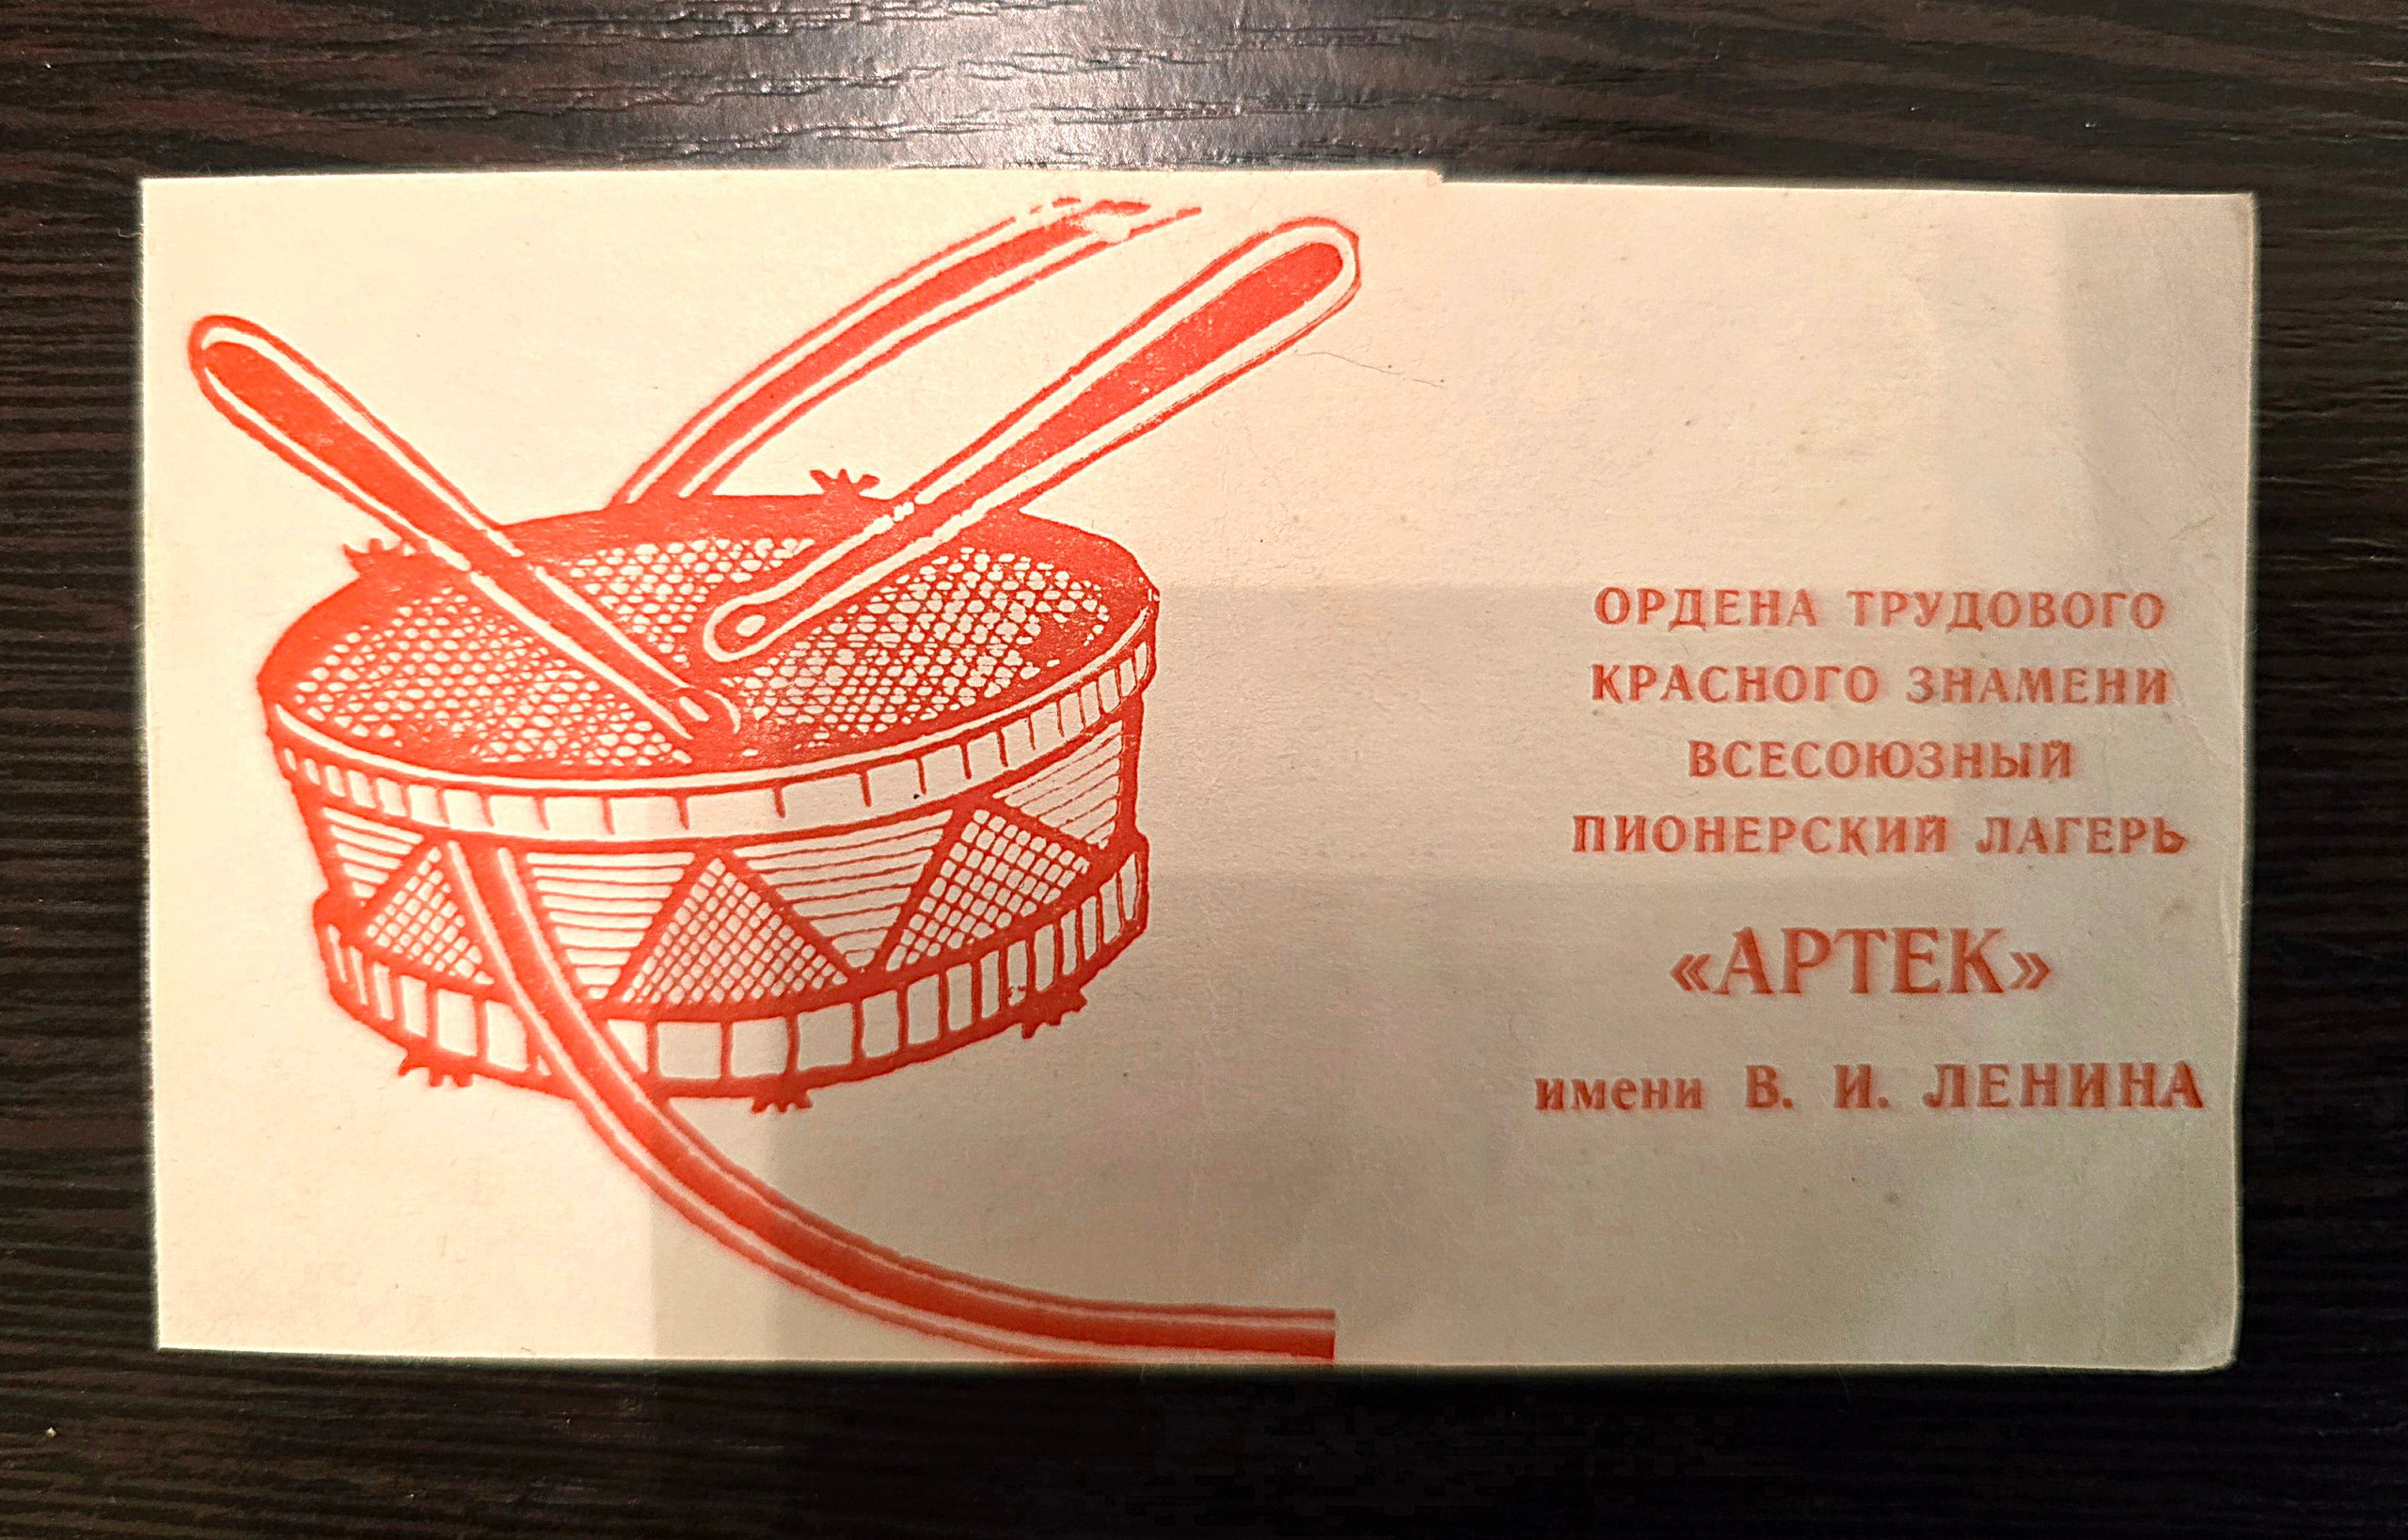 ОРДЕНА ТРУДОВОГО
КРАСНОГО ЗНАМЕНИ
ВСЕСОЮЗНЫЙ
ПИОНЕРСКИЙ ЛАГЕРЬ
«АРТЕК»
имени В. И. ЛЕНИНА